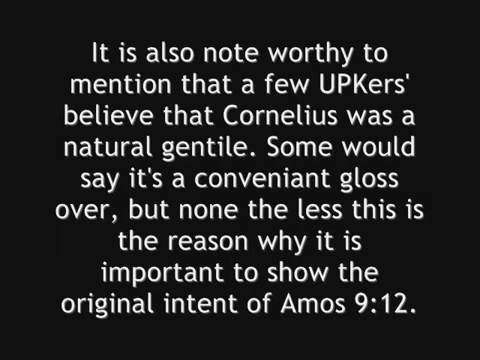 It is also note worthy to
mention that a few UPKers'
believe that Cornelius was a
natural gentile. Some would
say it's a conveniant gloss
over, but none the less this is
the reason why it is
important to show the
original intent of Amos 9:12.